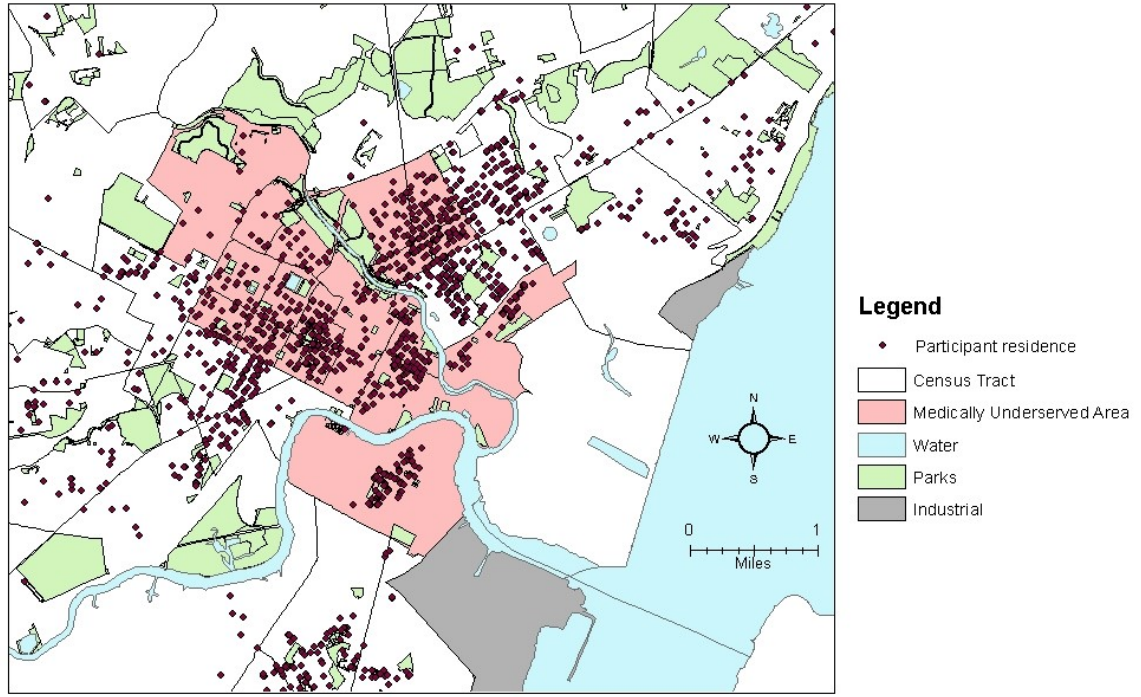 Legend
Participant residence
Census Tract
Medically Underserved Area
Water
Parks
Industrial
N
W E
S
0 1
Miles